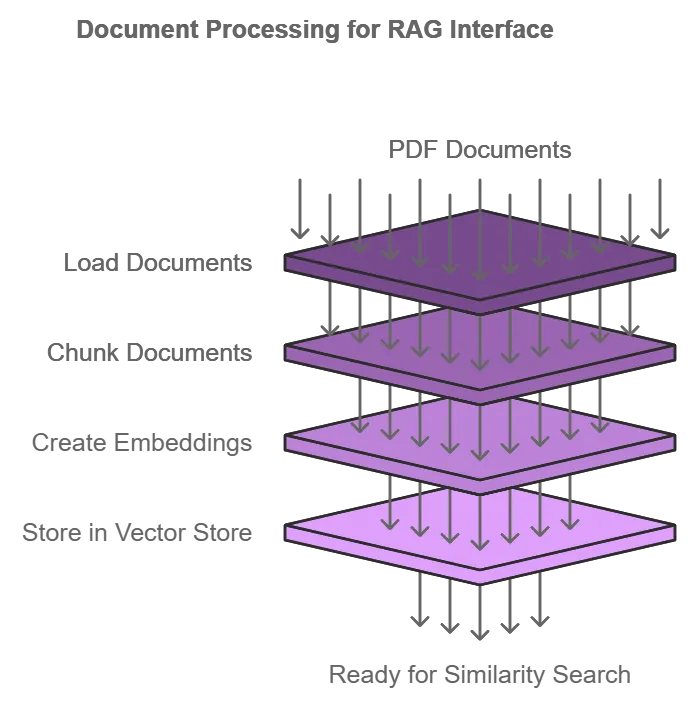 Document Processing for RAG Interface
PDF Documents
Load Documents
Chunk Documents
Create Embeddings
Store in Vector Store
Ready for Similarity Search